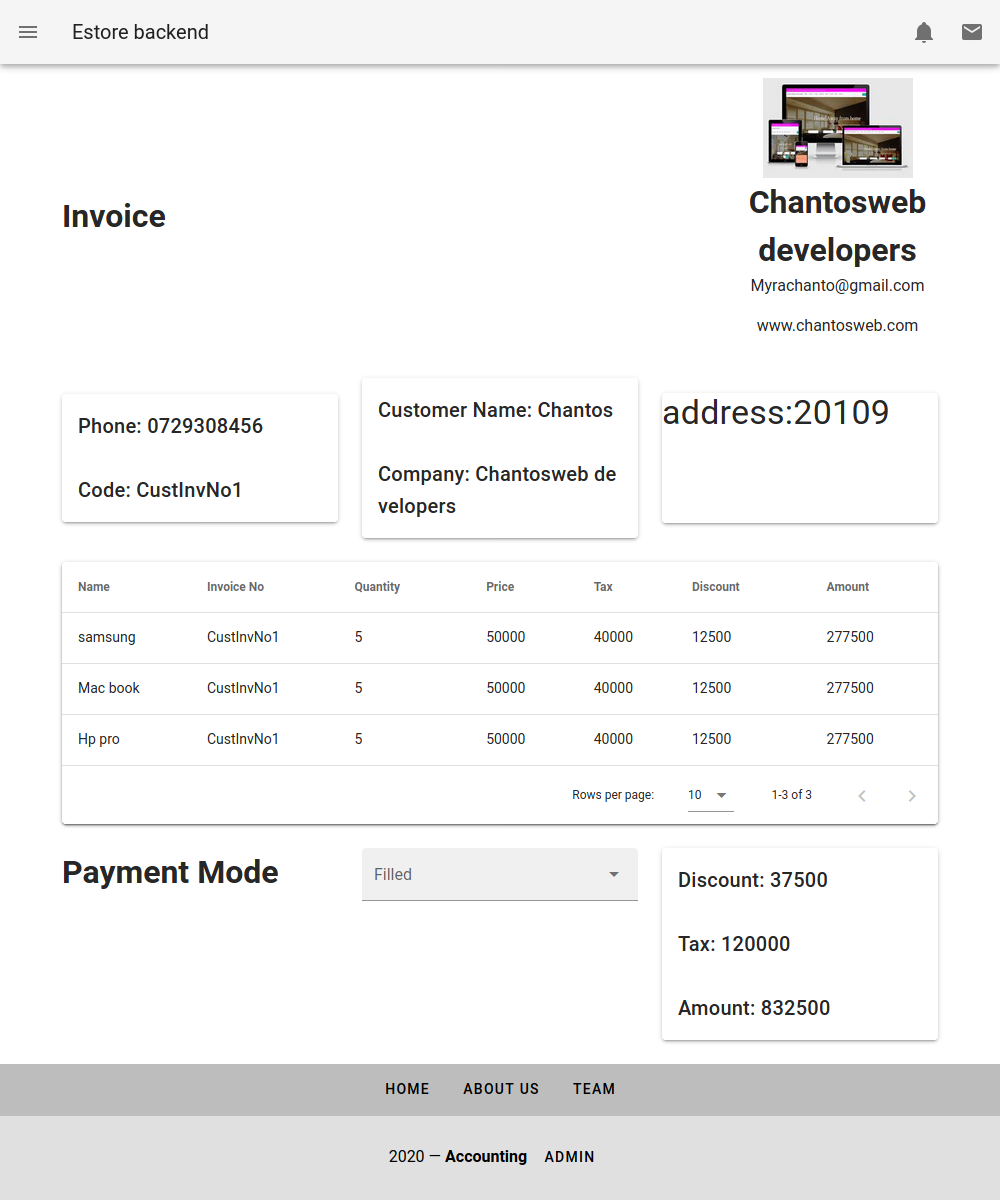 Estore backend
Invoice
Chantosweb
developers
Myrachanto@gmail.com
www.chantosweb.com
Phone: 0729308456
Code: CustInvNo1
Customer Name: Chantos
Company: Chantosweb de
velopers
address:20109
Name Invoice No Quantity Price Tax Discount Amount
samsung CustInvNo1 5 50000 40000 12500 277500
Mac book CustInvNo1 5 50000 40000 12500 277500
Hp pro CustInvNo1 5 50000 40000 12500 277500
Rows per page: 10 1-3 of 3
Payment Mode
Filled
Discount: 37500
Tax: 120000
Amount: 832500
HOME ABOUT US TEAM
2020 — Accounting ADMIN